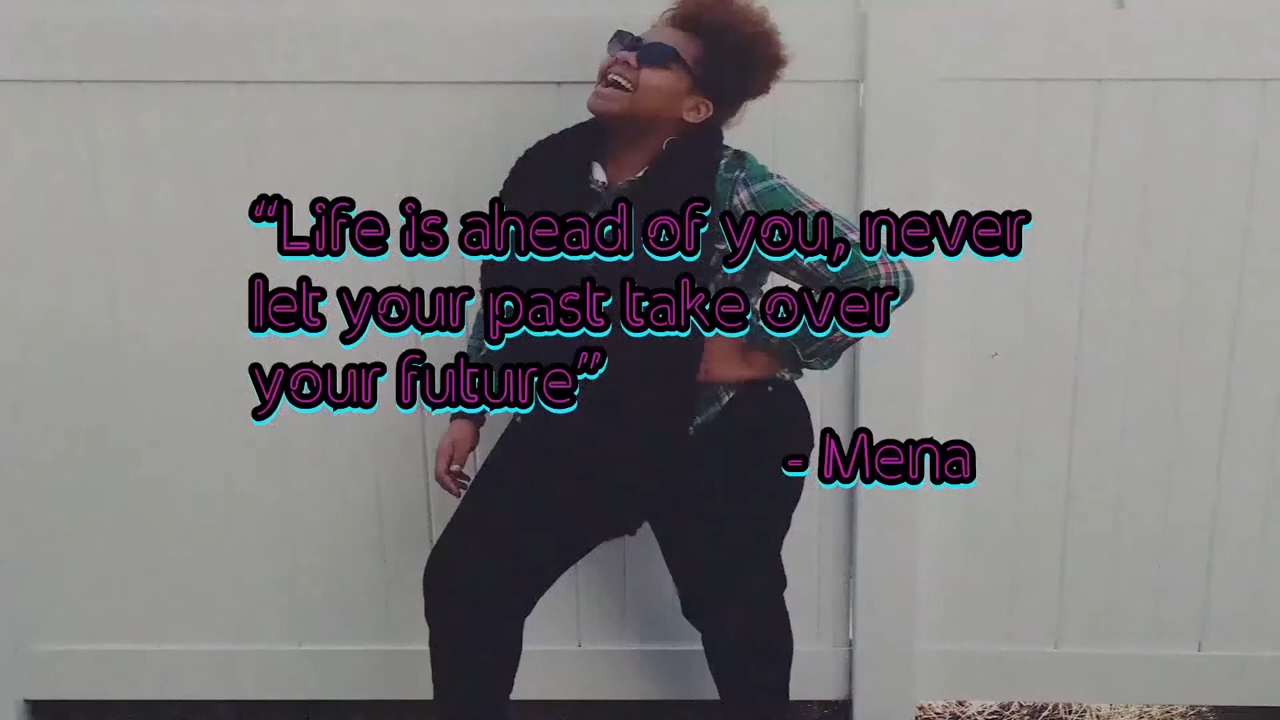 “Life is ahead of you, never
let your past take over
your future”
- Mena